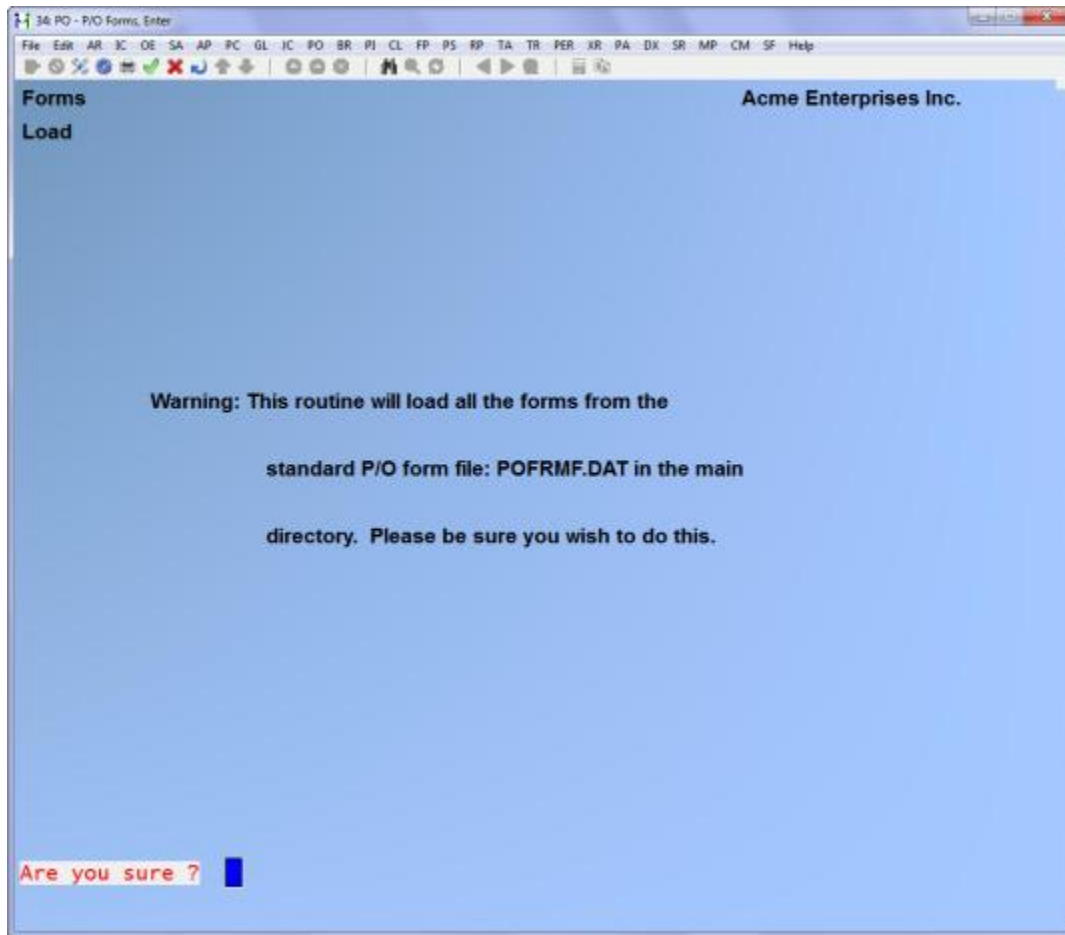 34: PO - P/O Forms, Enter
File Edit AR IC OE SA AP PC GL JC PO BR PI CL FP PS RP TA TR PER XR PA DX SR MP CM SF Help
Forms Acme Enterprises Inc.
Load
Warning: This routine will load all the forms from the
standard P/O form file: POFRMF.DAT in the main
directory. Please be sure you wish to do this.
Are you sure ?